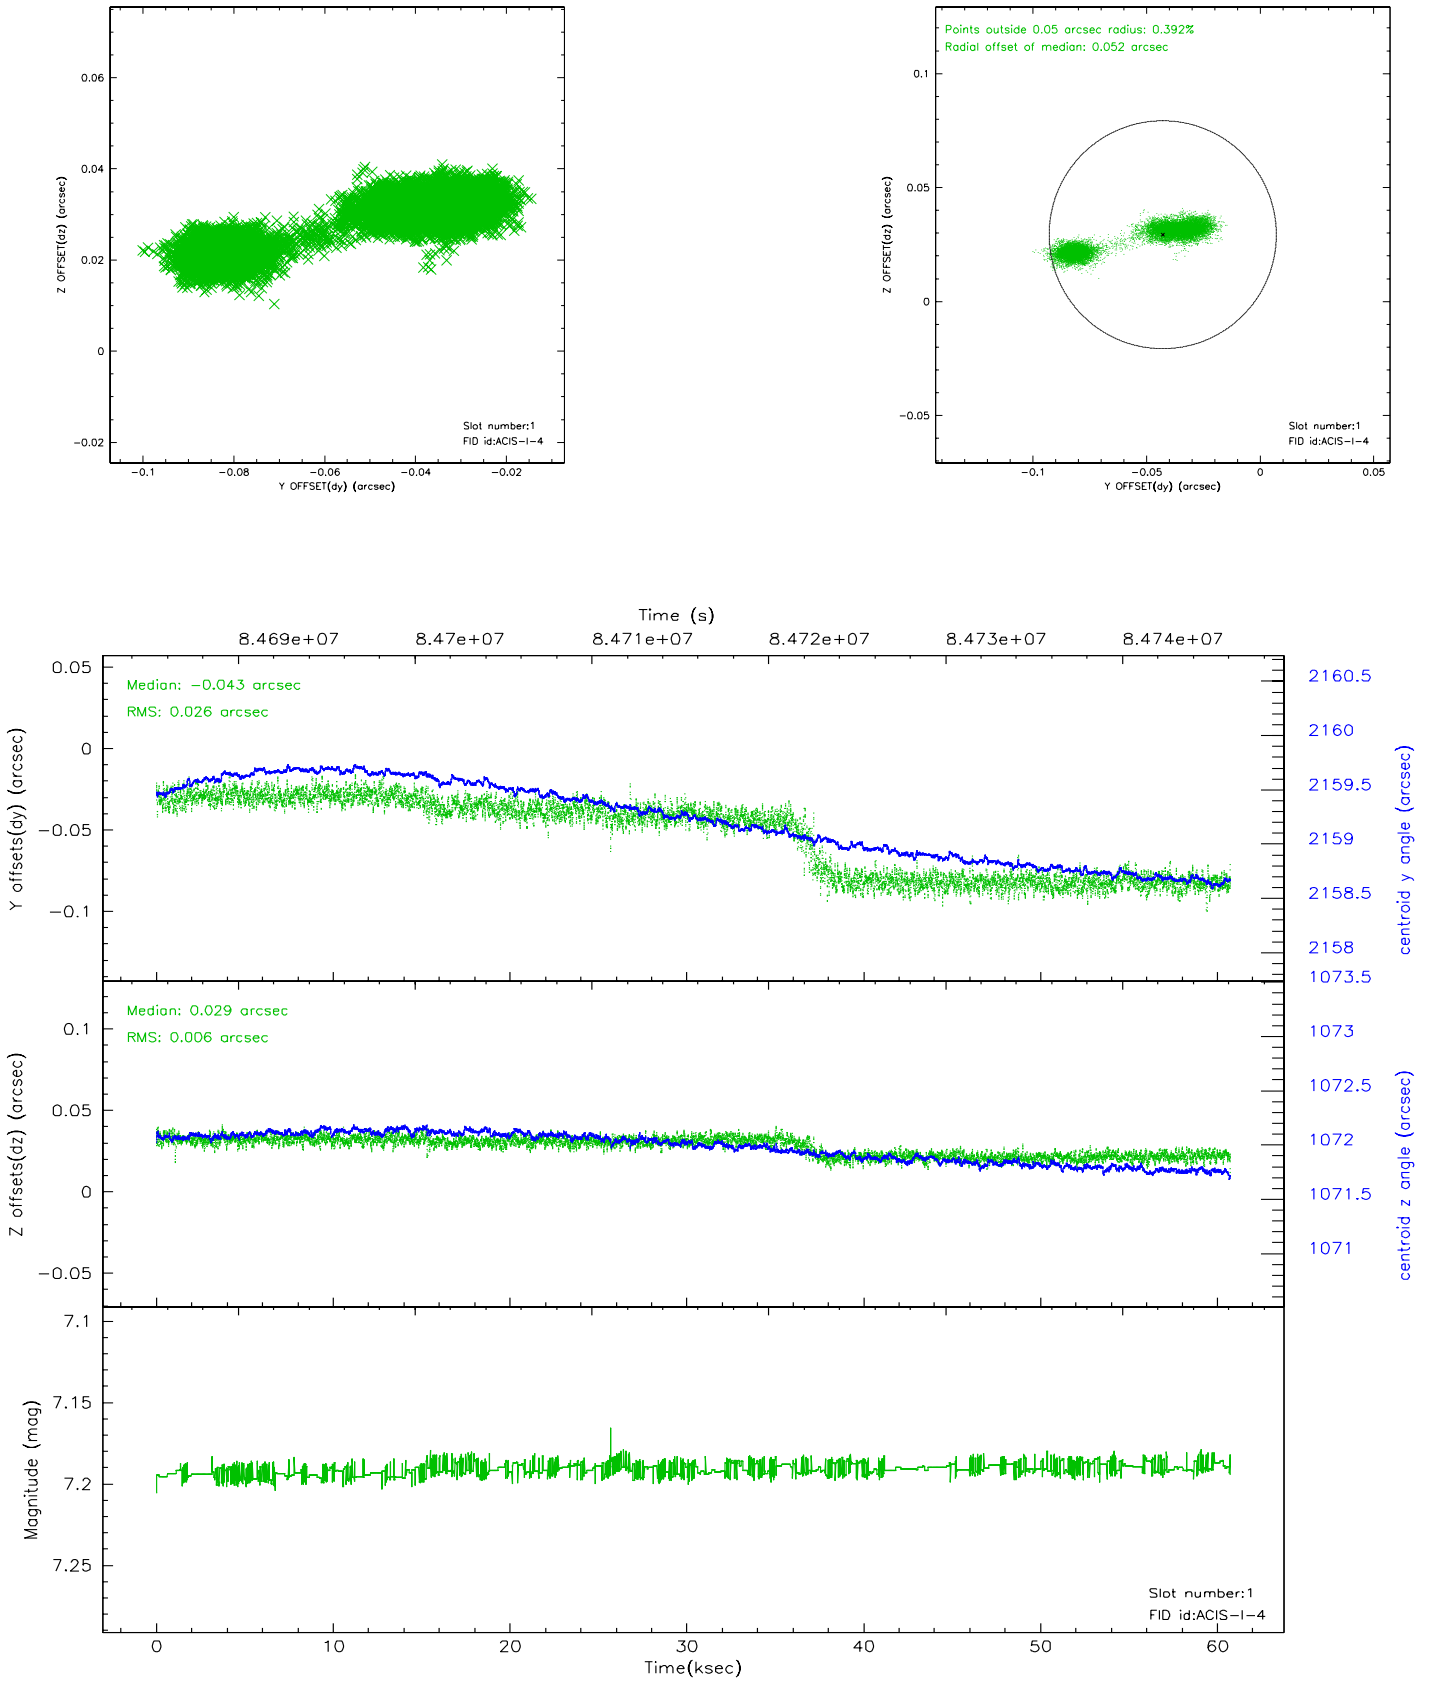 0.06
0.04
0.02
0
−0.02
Z OFFSET(dz) (arcsec)
Slot number:1
FID id:ACIS−I−4
−0.1 −0.08 −0.06 −0.04 −0.02
Y OFFSET(dy) (arcsec)
Points outside 0.05 arcsec radius: 0.392%
Radial offset of median: 0.052 arcsec
0.1
0.05
0
−0.05
Z OFFSET(dz) (arcsec)
Slot number:1
FID id:ACIS−I−4
−0.1 −0.05 0 0.05
Y OFFSET(dy) (arcsec)
Time (s)
8.469e+07 8.47e+07 8.471e+07 8.472e+07 8.473e+07 8.474e+07
Median: −0.043 arcsec
RMS: 0.026 arcsec
0.05
0
−0.05
−0.1
Y offsets(dy) (arcsec)
2160.5
2160
2159.5
2159
2158.5
2158
centroid y angle (arcsec)
Median: 0.029 arcsec
RMS: 0.006 arcsec
0.1
0.05
0
−0.05
Z offsets(dz) (arcsec)
1073.5
1073
1072.5
1072
1071.5
1071
centroid z angle (arcsec)
7.1
7.15
7.2
7.25
Magnitude (mag)
Slot number:1
FID id:ACIS−I−4
0 10 20 30 40 50 60
Time(ksec)